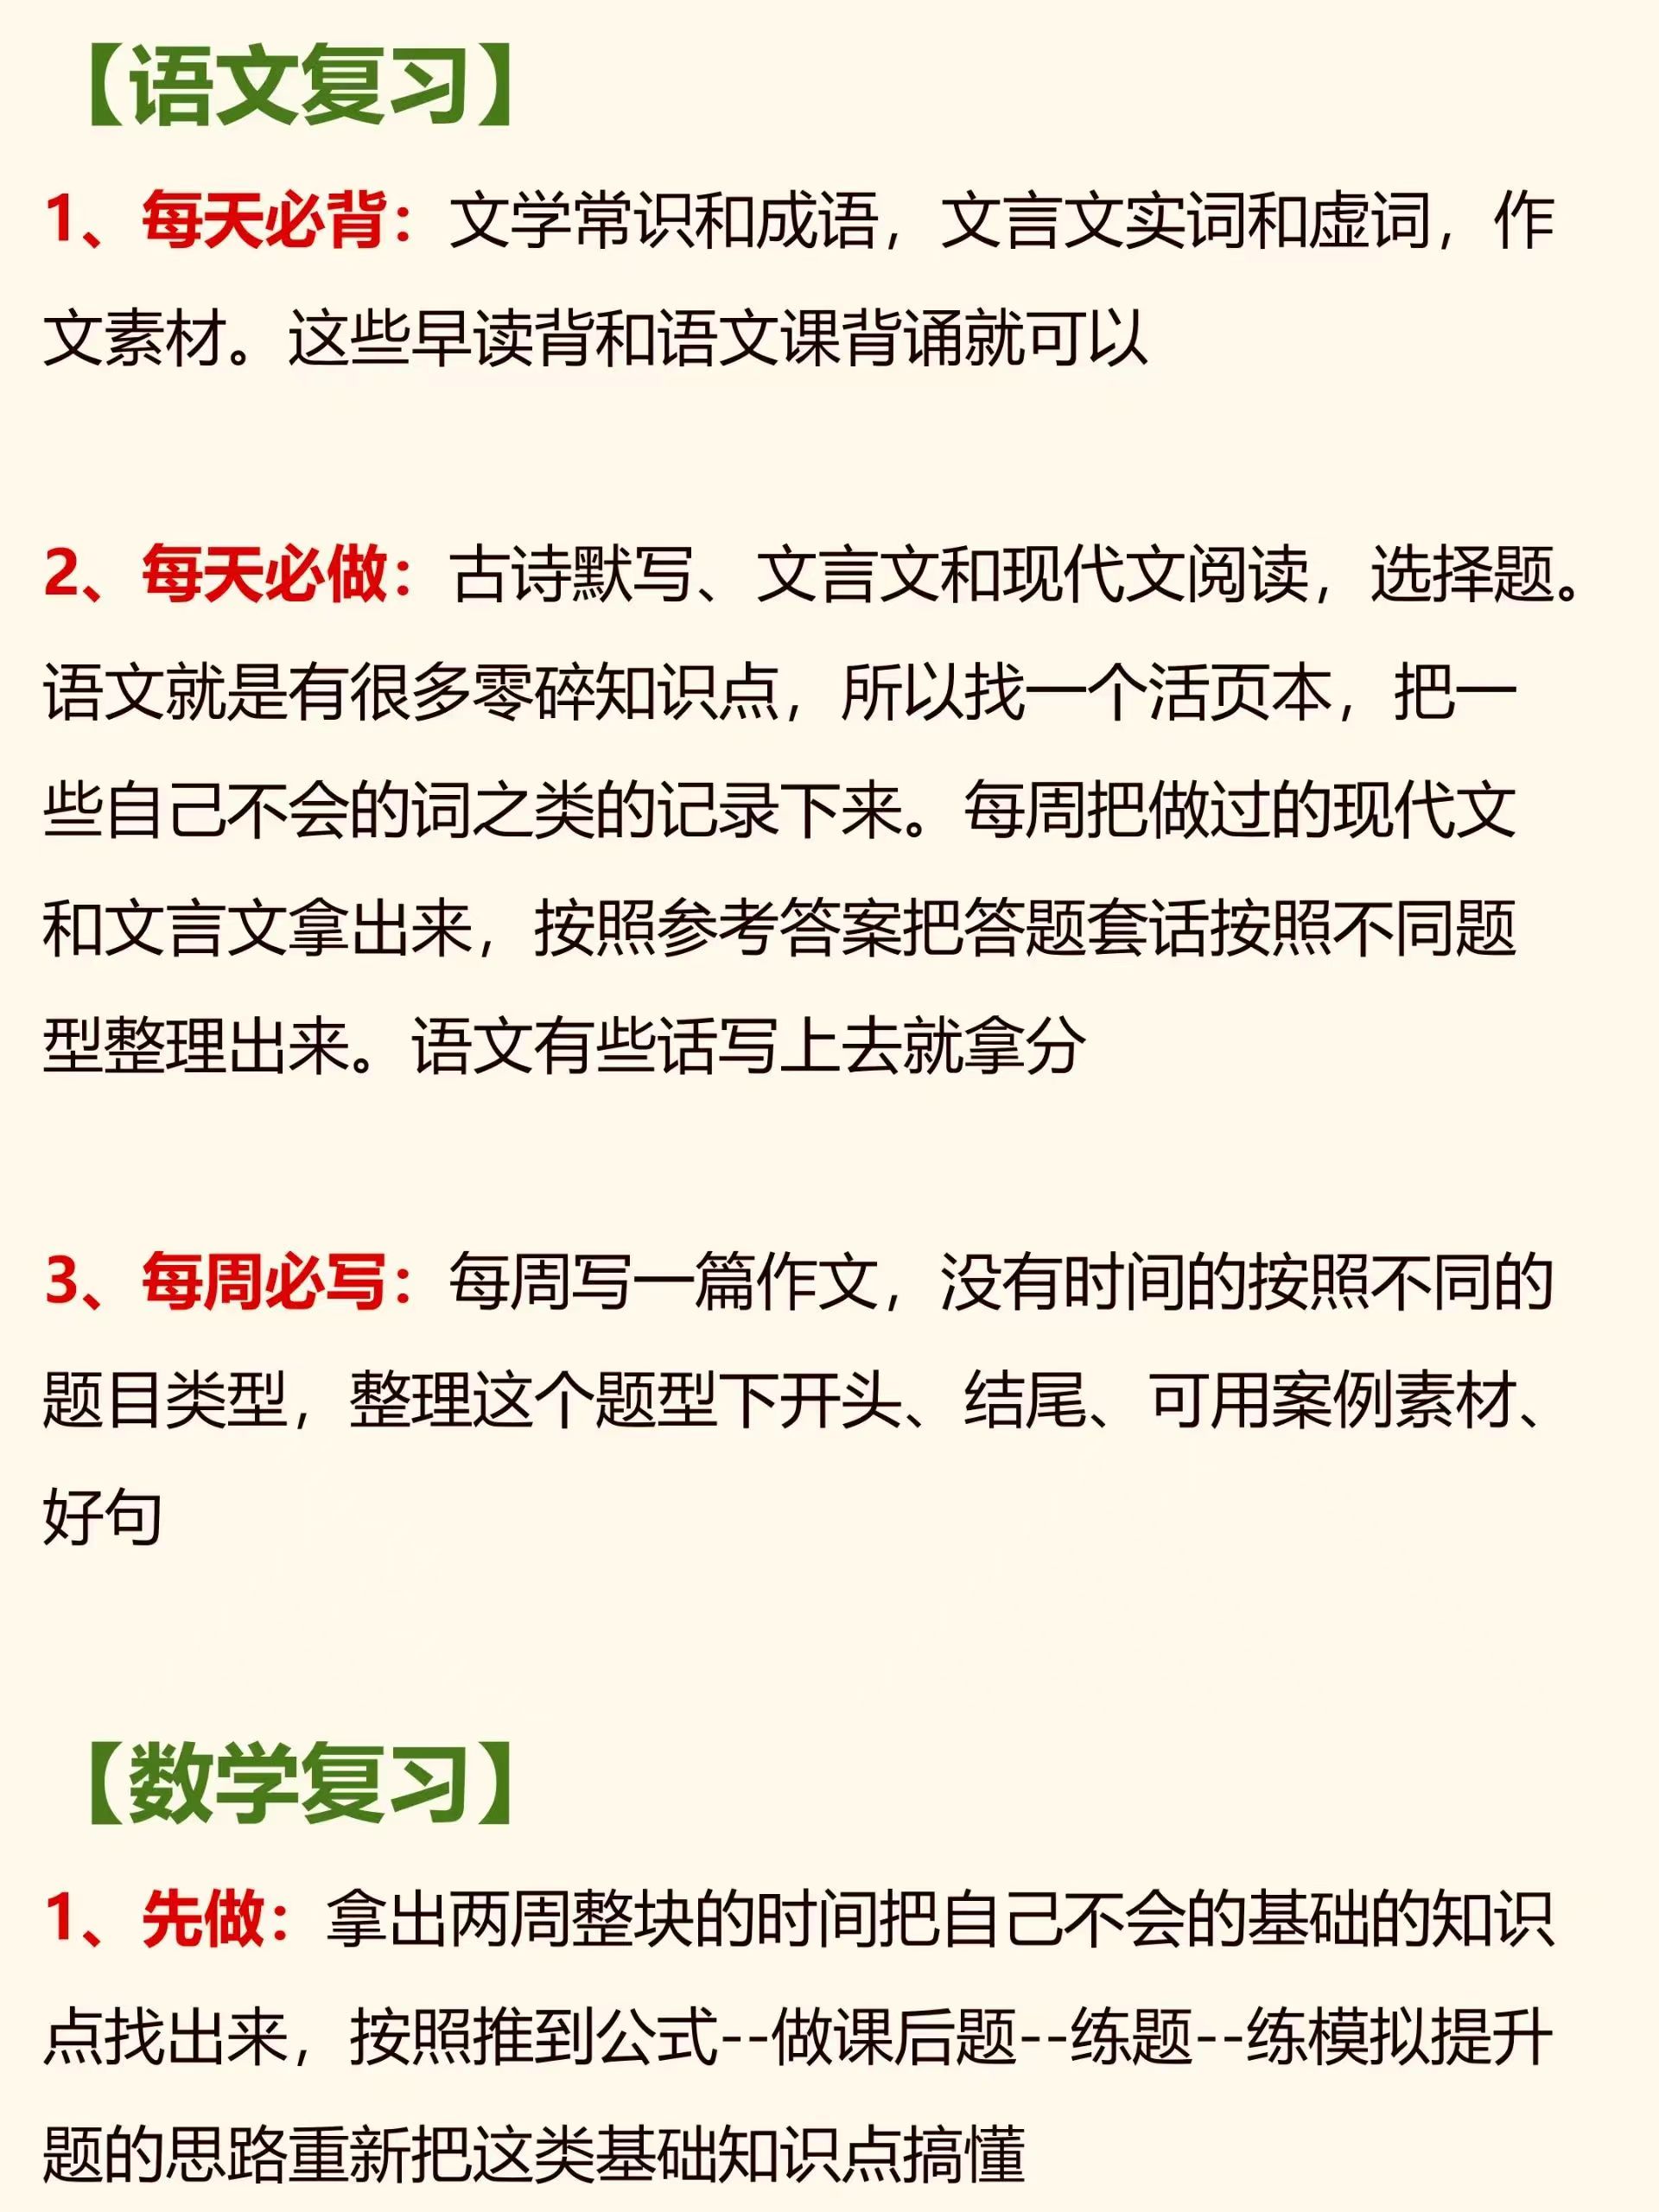 【语文复习】
1、每天必背：文学常识和成语，文言文实词和虚词，作
文素材。这些早读背和语文课背诵就可以
2、每天必做：古诗默写、文言文和现代文阅读，选择题。
语文就是有很多零碎知识点，所以找一个活页本，把一
些自己不会的词之类的记录下来。每周把做过的现代文
和文言文拿出来，按照参考答案把答题套话按照不同题
型整理出来。语文有些话写上去就拿分
3、每周必写：每周写一篇作文，没有时间的按照不同的
题目类型，整理这个题型下开头、结尾、可用案例素材、
好句
【数学复习】
1、先做：拿出两周整块的时间把自己不会的基础的知识
点找出来，按照推到公式--做课后题--练题--练模拟提升
题的思路重新把这类基础知识点搞懂